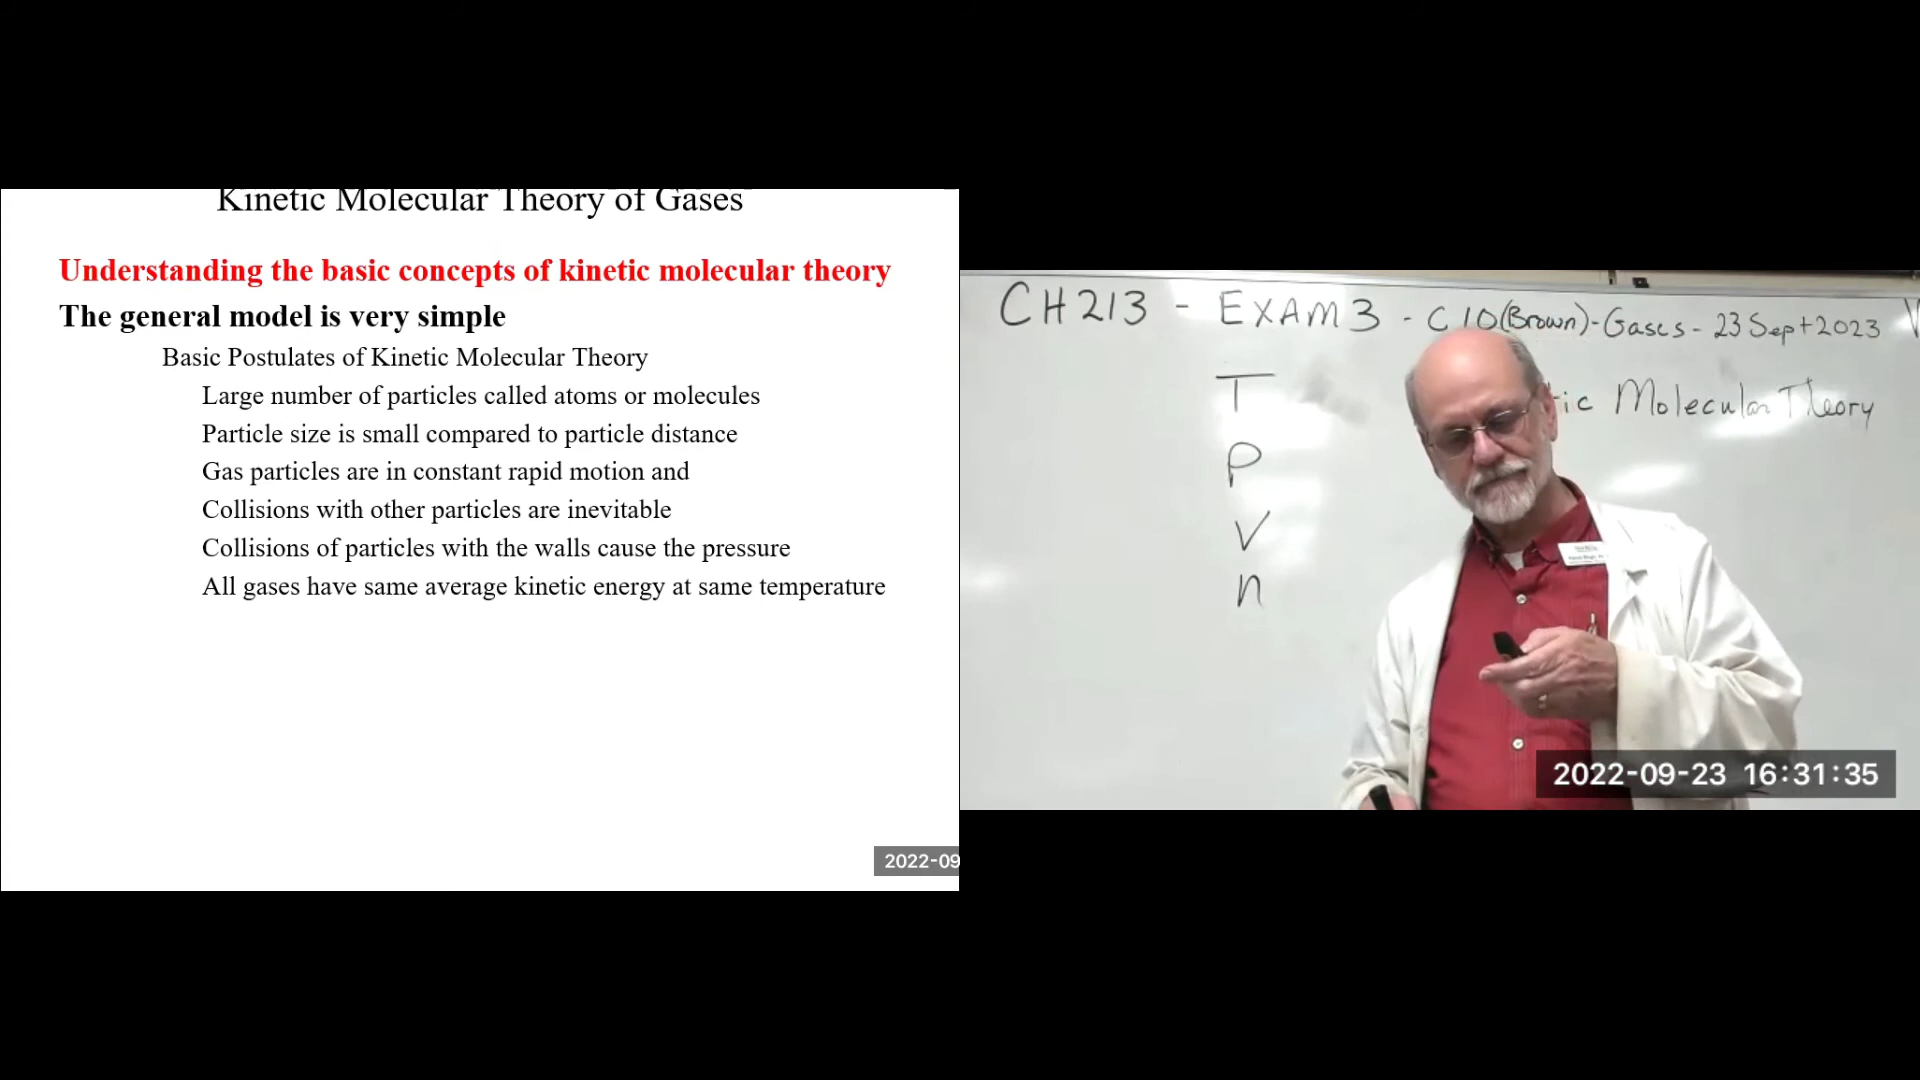 Kinetic Molecular Theory of Gases
Understanding the basic concepts of kinetic molecular theory
The general model is very simple
Basic Postulates of Kinetic Molecular Theory
Large number of particles called atoms or molecules
Particle size is small compared to particle distance
Gas particles are in constant rapid motion and
Collisions with other particles are inevitable
Collisions of particles with the walls cause the pressure
All gases have same average kinetic energy at same temperature
2022-09
CH213 - EXAM 3 - C10(Brown)-Gases - 23 Sept 2023
tic Molecular Theory
T
P
V
n
2022-09-23 16:31:35